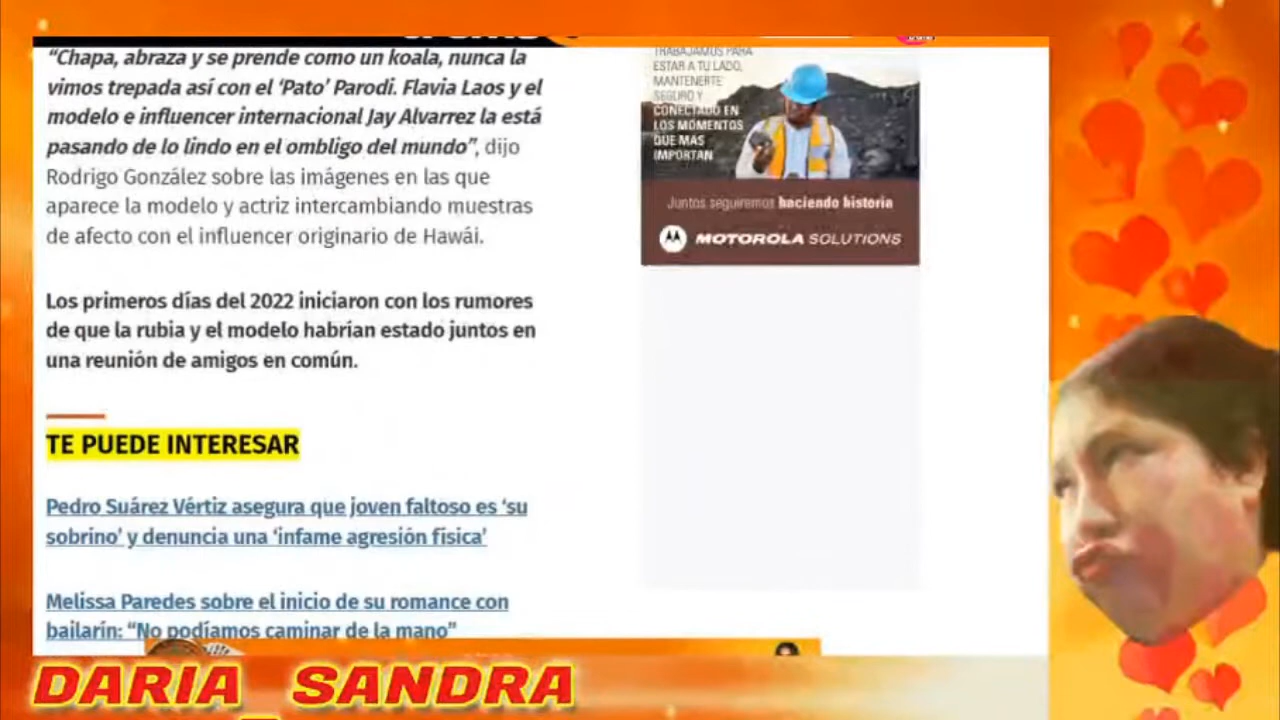 “Chapa, abraza y se prende como un koala, nunca la
vimos trepada así con el ‘Pato’ Parodi. Flavia Laos y el
modelo e influencer internacional Jay Alvarrez la está
pasando de lo lindo en el ombligo del mundo”, dijo
Rodrigo González sobre las imágenes en las que
aparece la modelo y actriz intercambiando muestras
de afecto con el influencer originario de Hawái.
Los primeros días del 2022 iniciaron con los rumores
de que la rubia y el modelo habrían estado juntos en
una reunión de amigos en común.
TE PUEDE INTERESAR
Pedro Suárez Vértiz asegura que joven faltoso es ‘su
sobrino’ y denuncia una ‘infame agresión física’
Melissa Paredes sobre el inicio de su romance con
bailarín: “No podíamos caminar de la mano”
TRABAJAMOS PARA
ESTAR A TU LADO,
MANTENERTE
SEGURO Y
CONECTADO EN
LOS MOMENTOS
QUE MAS
IMPORTAN
Juntos seguiremos haciendo historia
MOTOROLA SOLUTIONS
DARIA SANDRA